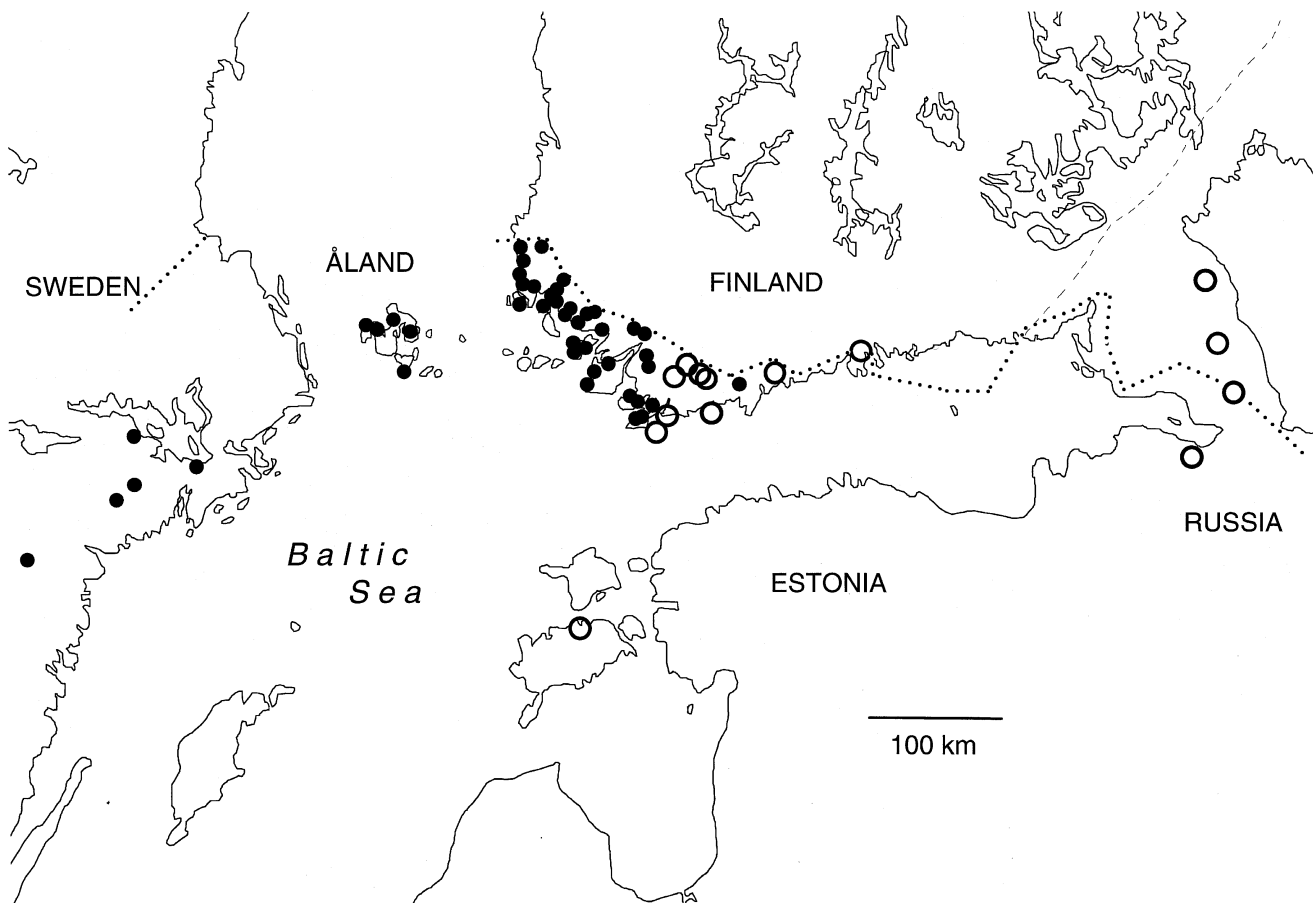 ÅLAND
SWEDEN
FINLAND
RUSSIA
Baltic
Sea
ESTONIA
100 km